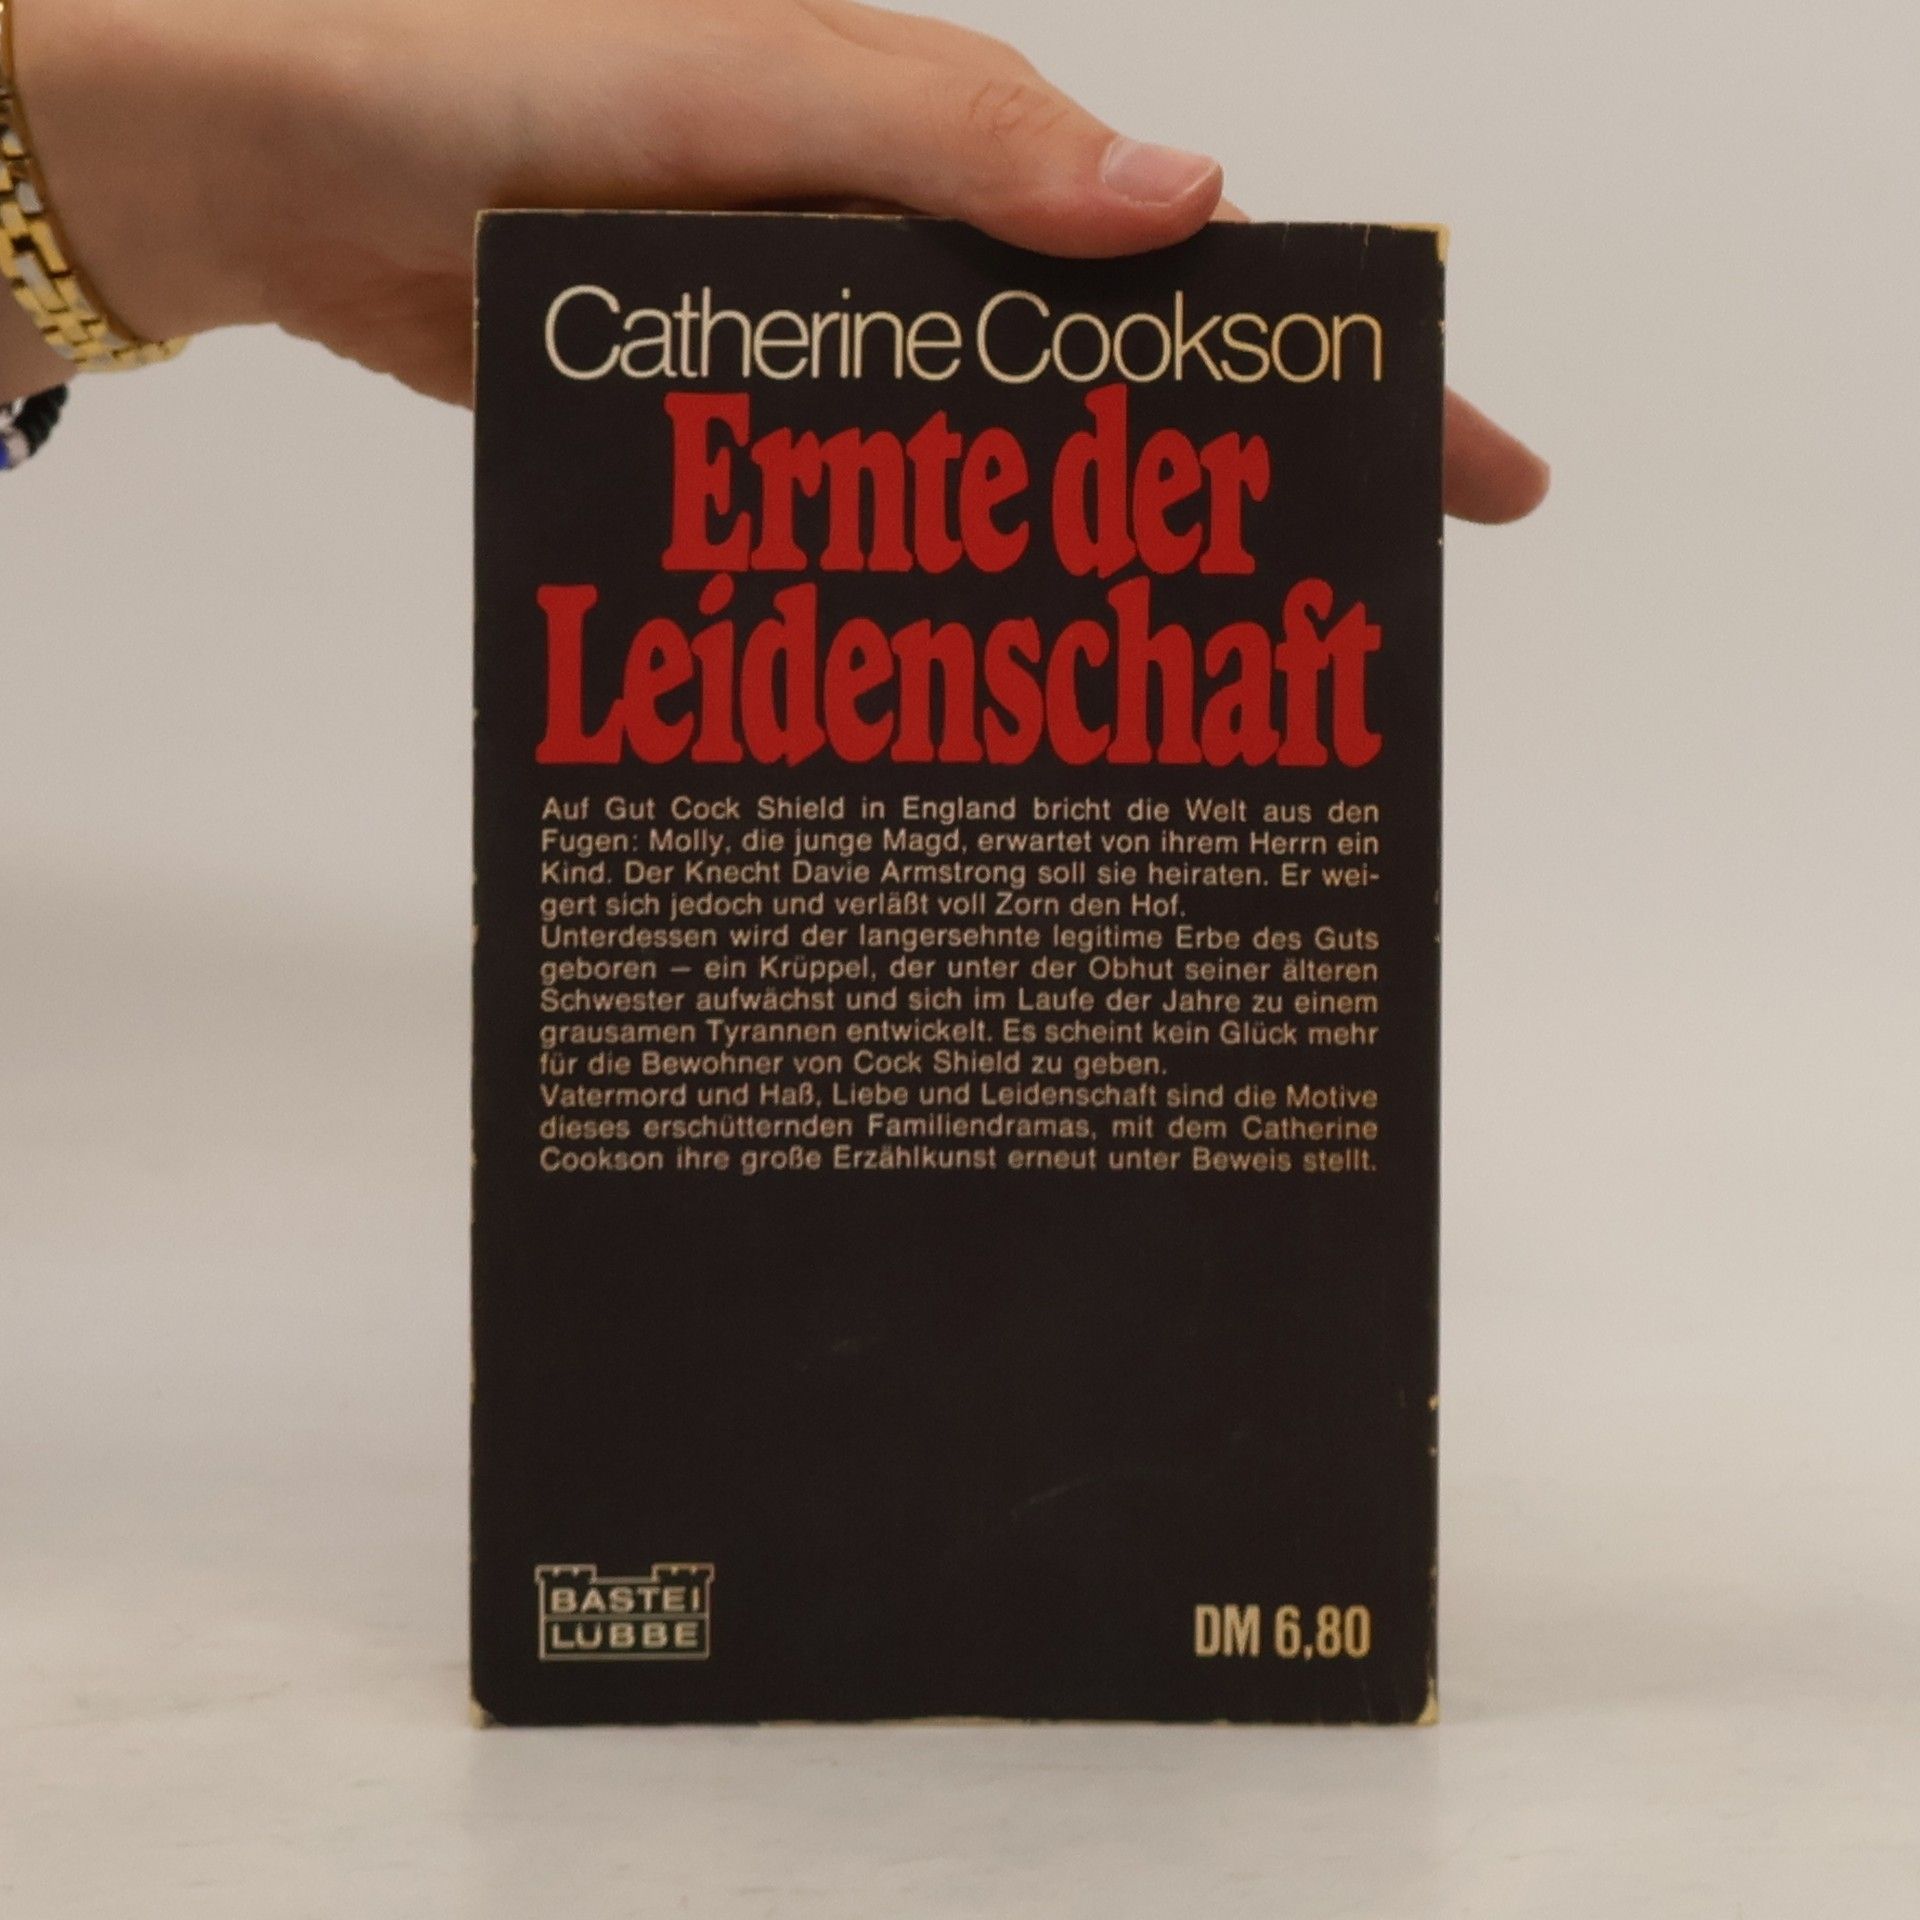 Catherine Cookson
Ernte der
Leidenschaft
Auf Gut Cock Shield in England bricht die Welt aus den
Fugen: Molly, die junge Magd, erwartet von ihrem Herrn ein
Kind. Der Knecht Davie Armstrong soll sie heiraten. Er wei-
gert sich jedoch und verläßt voll Zorn den Hof.
Unterdessen wird der langersehnte legitime Erbe des Guts
geboren – ein Krüppel, der unter der Obhut seiner älteren
Schwester aufwächst und sich im Laufe der Jahre zu einem
grausamen Tyrannen entwickelt. Es scheint kein Glück mehr
für die Bewohner von Cock Shield zu geben.
Vatermord und Haß, Liebe und Leidenschaft sind die Motive
dieses erschütternden Familiendramas, mit dem Catherine
Cookson ihre große Erzählkunst erneut unter Beweis stellt.
BASTEI
LÜBBE
DM 6,80